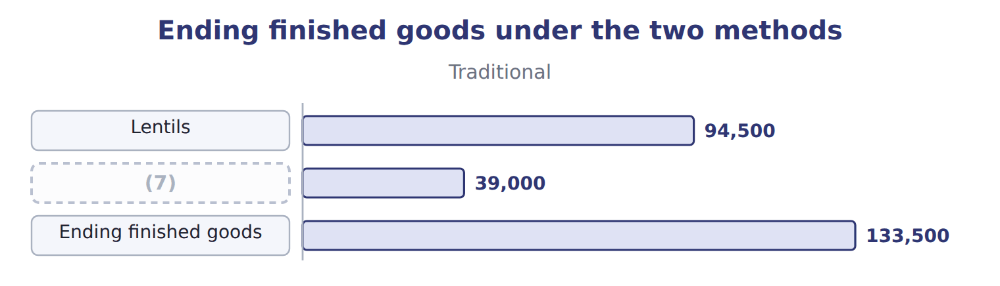 Ending finished goods under the two methods
Traditional
Lentils 94,500
(7) 39,000
Ending finished goods 133,500